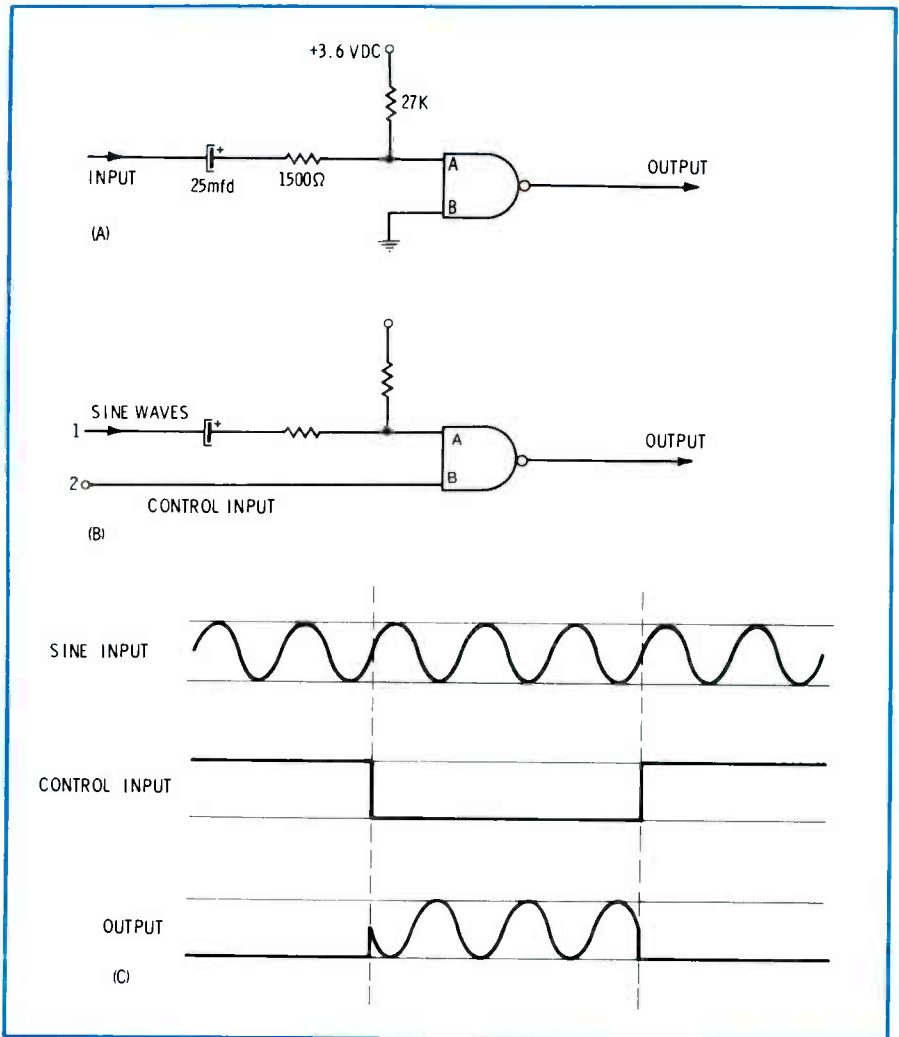 +3.6 VDC
27K
INPUT
25mfd
+
1500Ω
A
B
OUTPUT
(A)
1
SINE WAVES
+
A
B
OUTPUT
2
CONTROL INPUT
(B)
SINE INPUT
CONTROL INPUT
OUTPUT
(C)